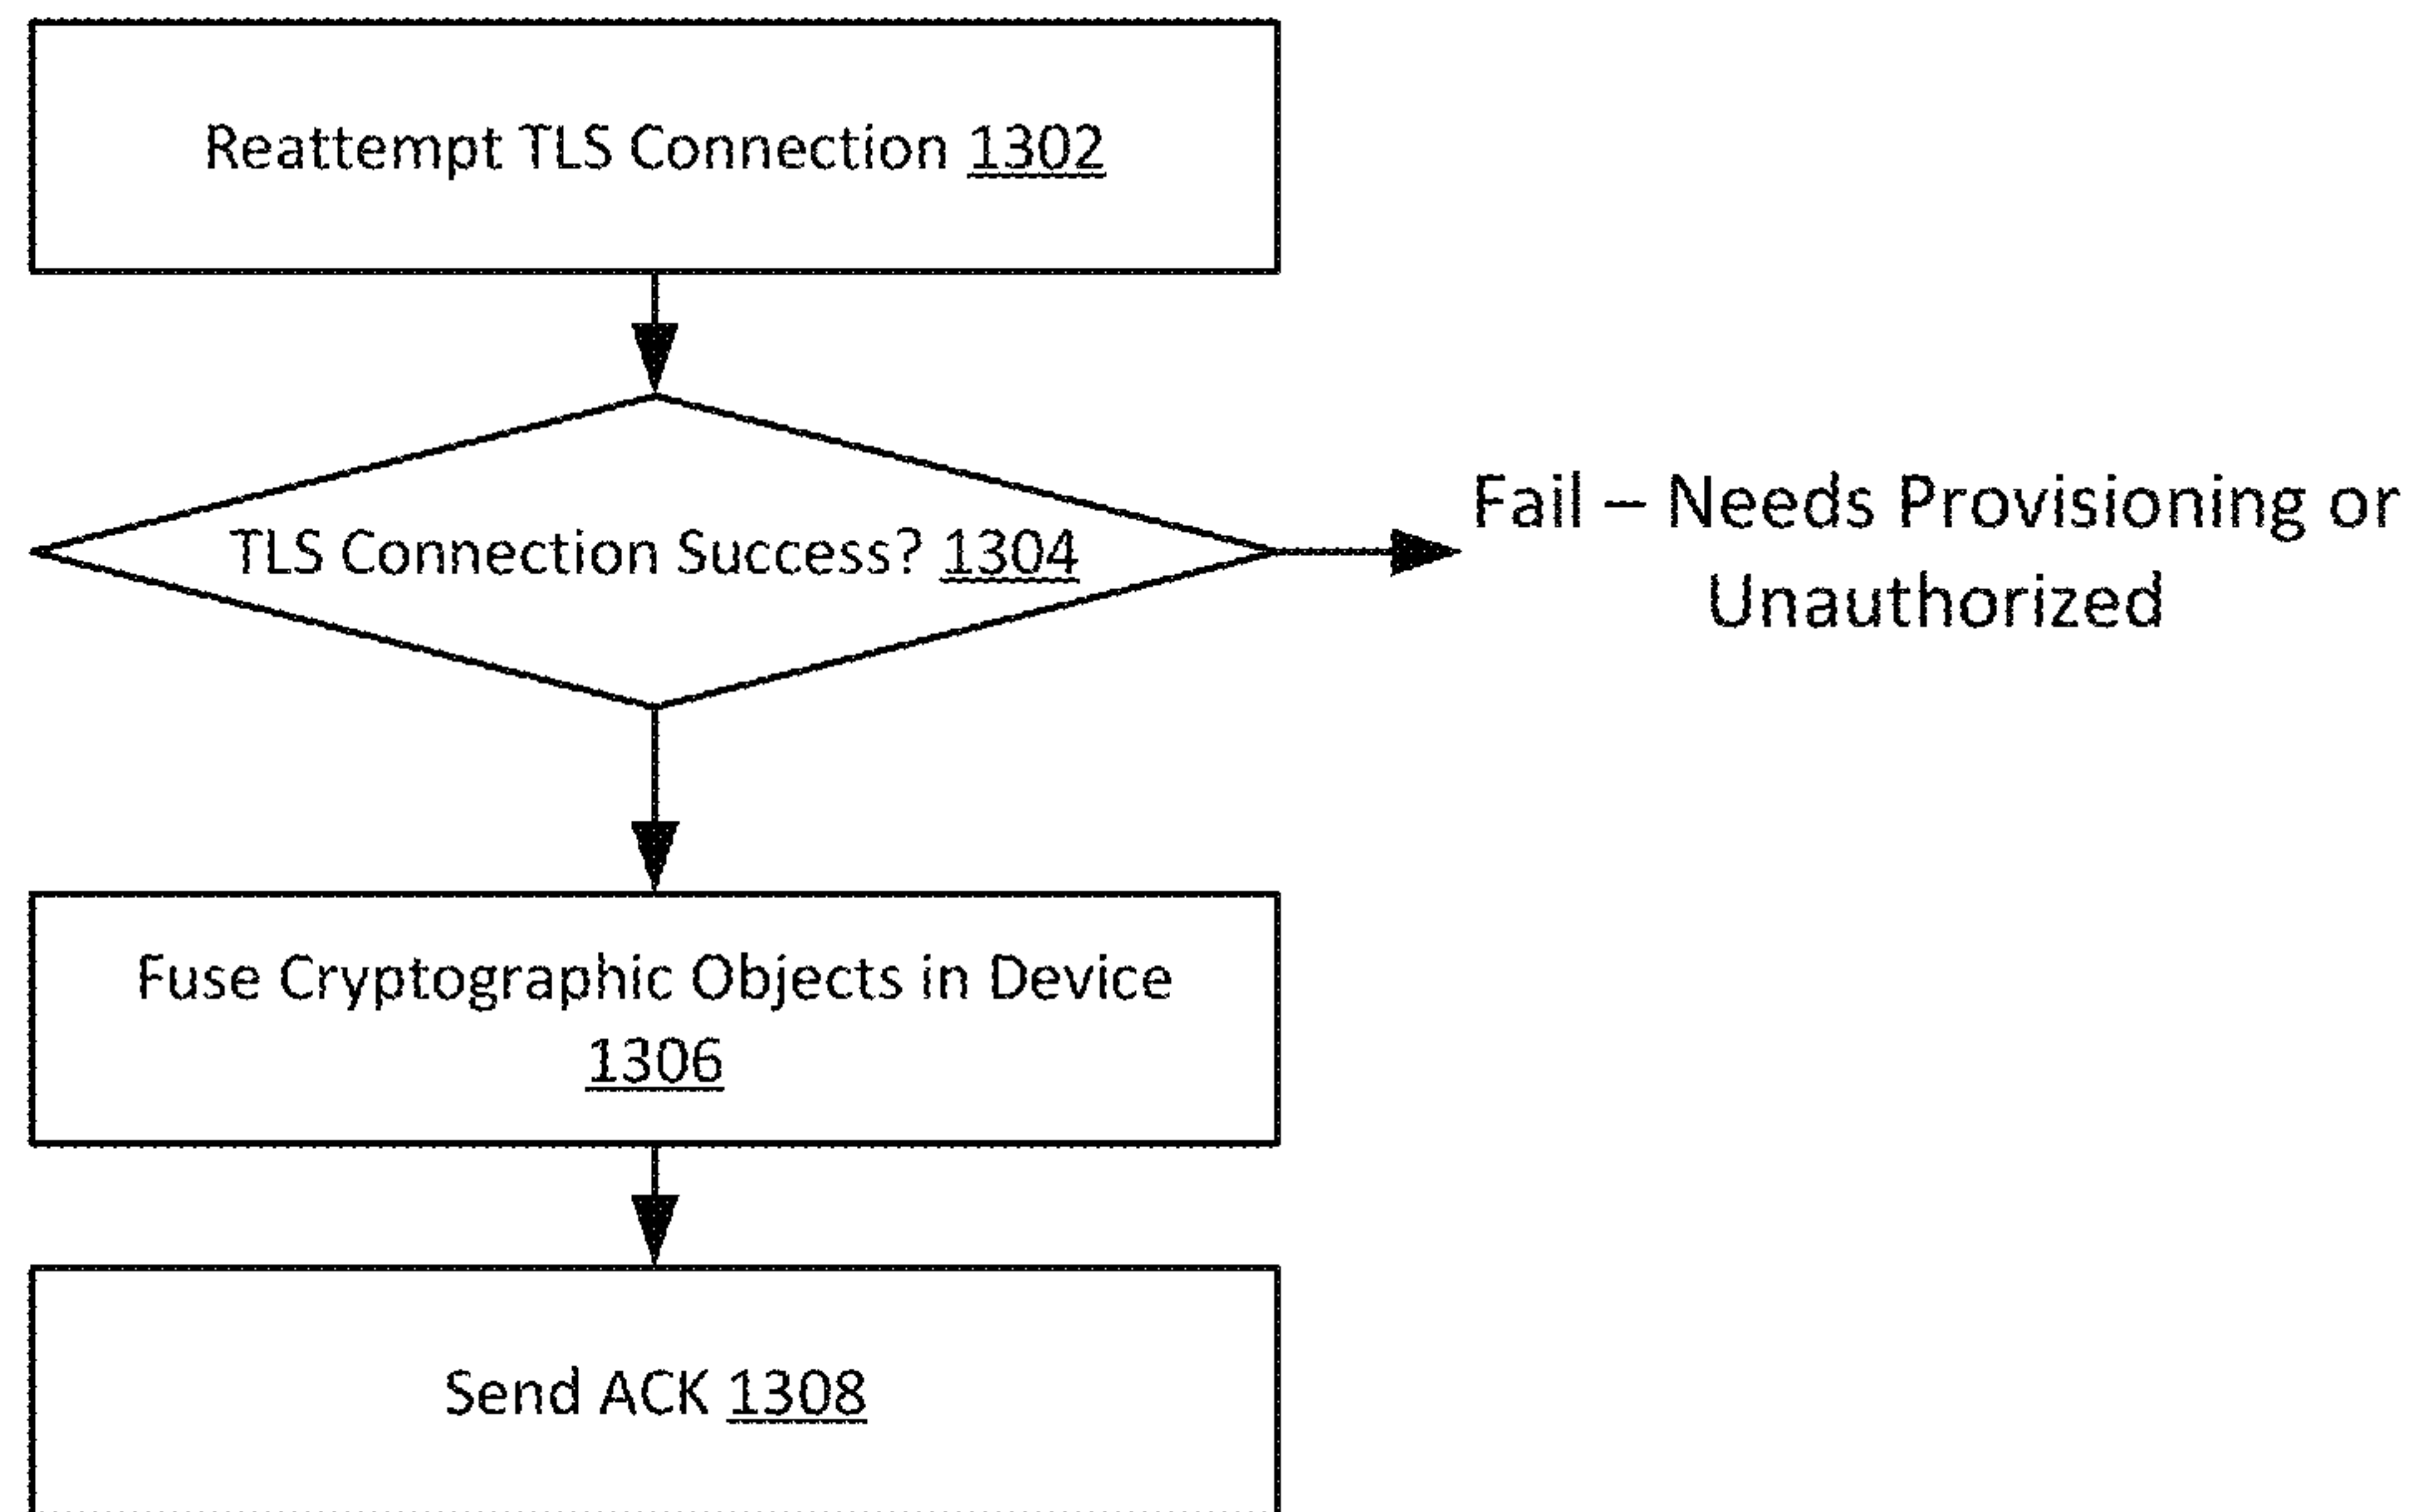 Reattempt TLS Connection 1302
TLS Connection Success? 1304
Fail – Needs Provisioning or
Unauthorized
Fuse Cryptographic Objects in Device
1306
Send ACK 1308